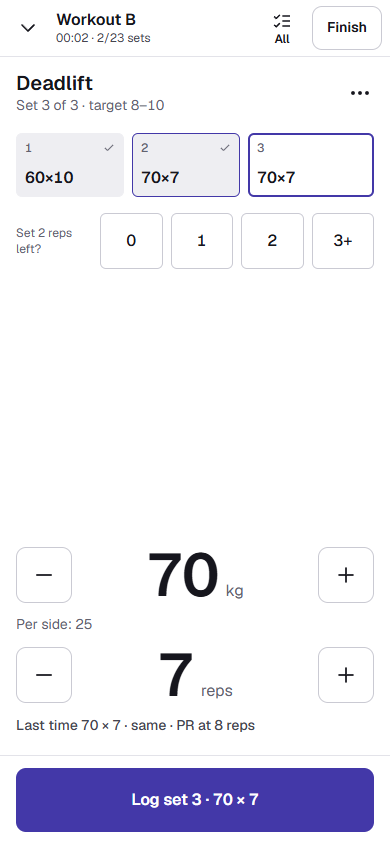 Workout B
00:02 · 2/23 sets
All
Finish
Deadlift
Set 3 of 3 · target 8–10
1
60×10
2
70×7
3
70×7
Set 2 reps
left?
0
1
2
3+
70 kg
Per side: 25
7 reps
Last time 70 × 7 · same · PR at 8 reps
Log set 3 · 70 × 7